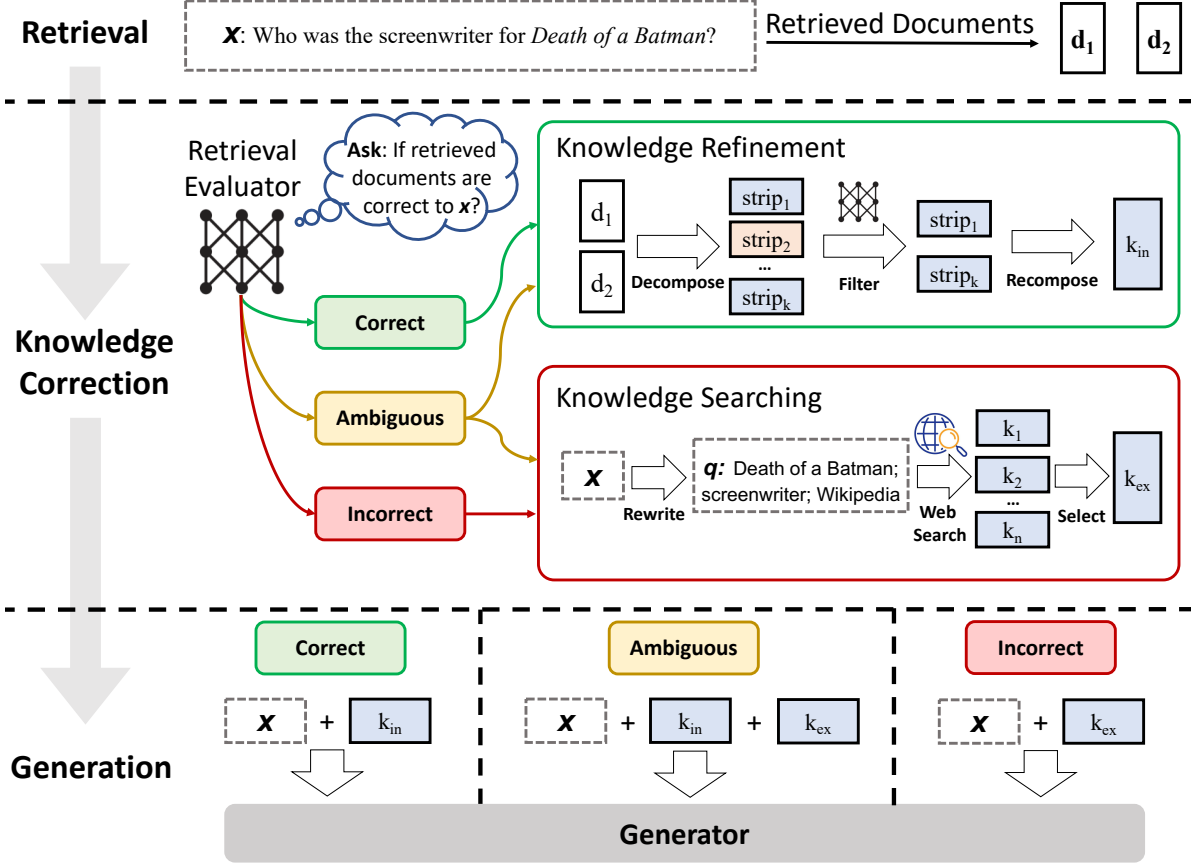 Retrieval
x: Who was the screenwriter for Death of a Batman?
Retrieved Documents
d1
d2
Retrieval
Evaluator
Ask: If retrieved
documents are
correct to x?
Knowledge
Correction
Correct
Ambiguous
Incorrect
Knowledge Refinement
d1
d2
Decompose
strip1
strip2
...
stripk
Filter
strip1
stripk
Recompose
kin
Knowledge Searching
x
Rewrite
q: Death of a Batman;
screenwriter; Wikipedia
Web
Search
k1
k2
...
kn
Select
kex
Generation
Correct
x + kin
Ambiguous
x + kin + kex
Incorrect
x + kex
Generator